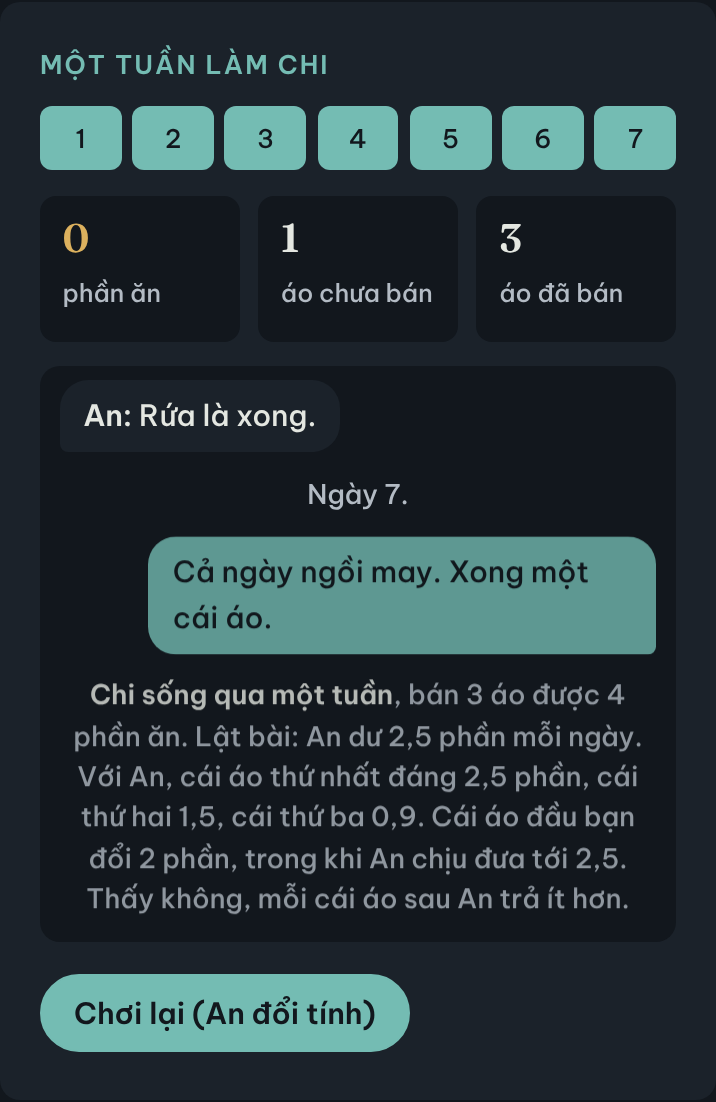 MỘT TUẦN LÀM CHI
1 2 3 4 5 6 7
0
phần ăn
1
áo chưa bán
3
áo đã bán
An: Rứa là xong.
Ngày 7.
Cả ngày ngồi may. Xong một
cái áo.
Chi sống qua một tuần, bán 3 áo được 4
phần ăn. Lật bài: An dư 2,5 phần mỗi ngày.
Với An, cái áo thứ nhất đáng 2,5 phần, cái
thứ hai 1,5, cái thứ ba 0,9. Cái áo đầu bạn
đổi 2 phần, trong khi An chịu đưa tới 2,5.
Thấy không, mỗi cái áo sau An trả ít hơn.
Chơi lại (An đổi tính)